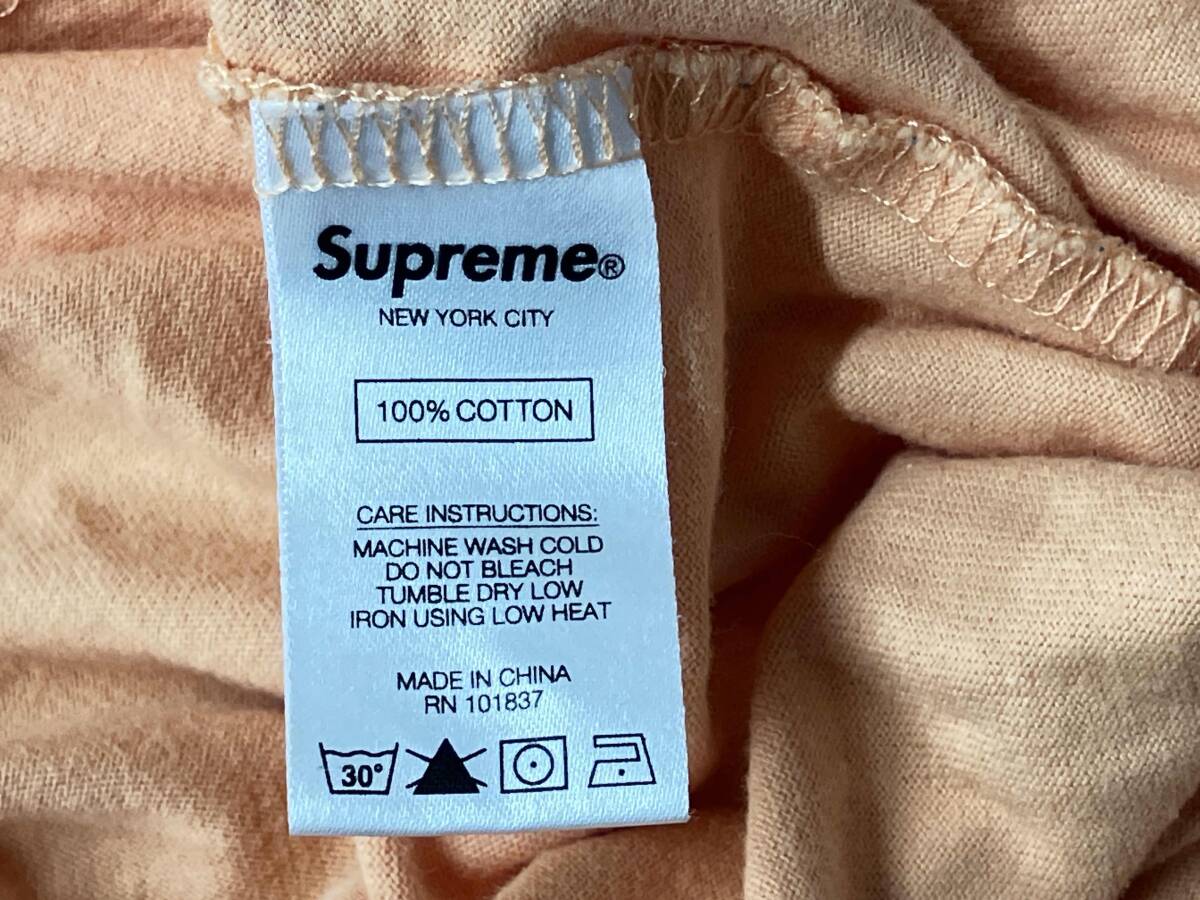 Supreme®
NEW YORK CITY
100% COTTON
CARE INSTRUCTIONS:
MACHINE WASH COLD
DO NOT BLEACH
TUMBLE DRY LOW
IRON USING LOW HEAT
MADE IN CHINA
RN 101837
30°